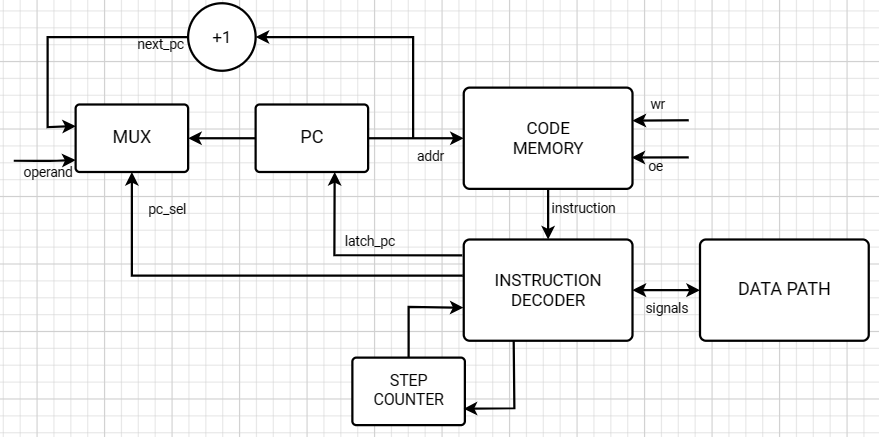 +1
next_pc
MUX
PC
CODE
MEMORY
wr
oe
addr
operand
pc_sel
instruction
latch_pc
INSTRUCTION
DECODER
DATA PATH
signals
STEP
COUNTER